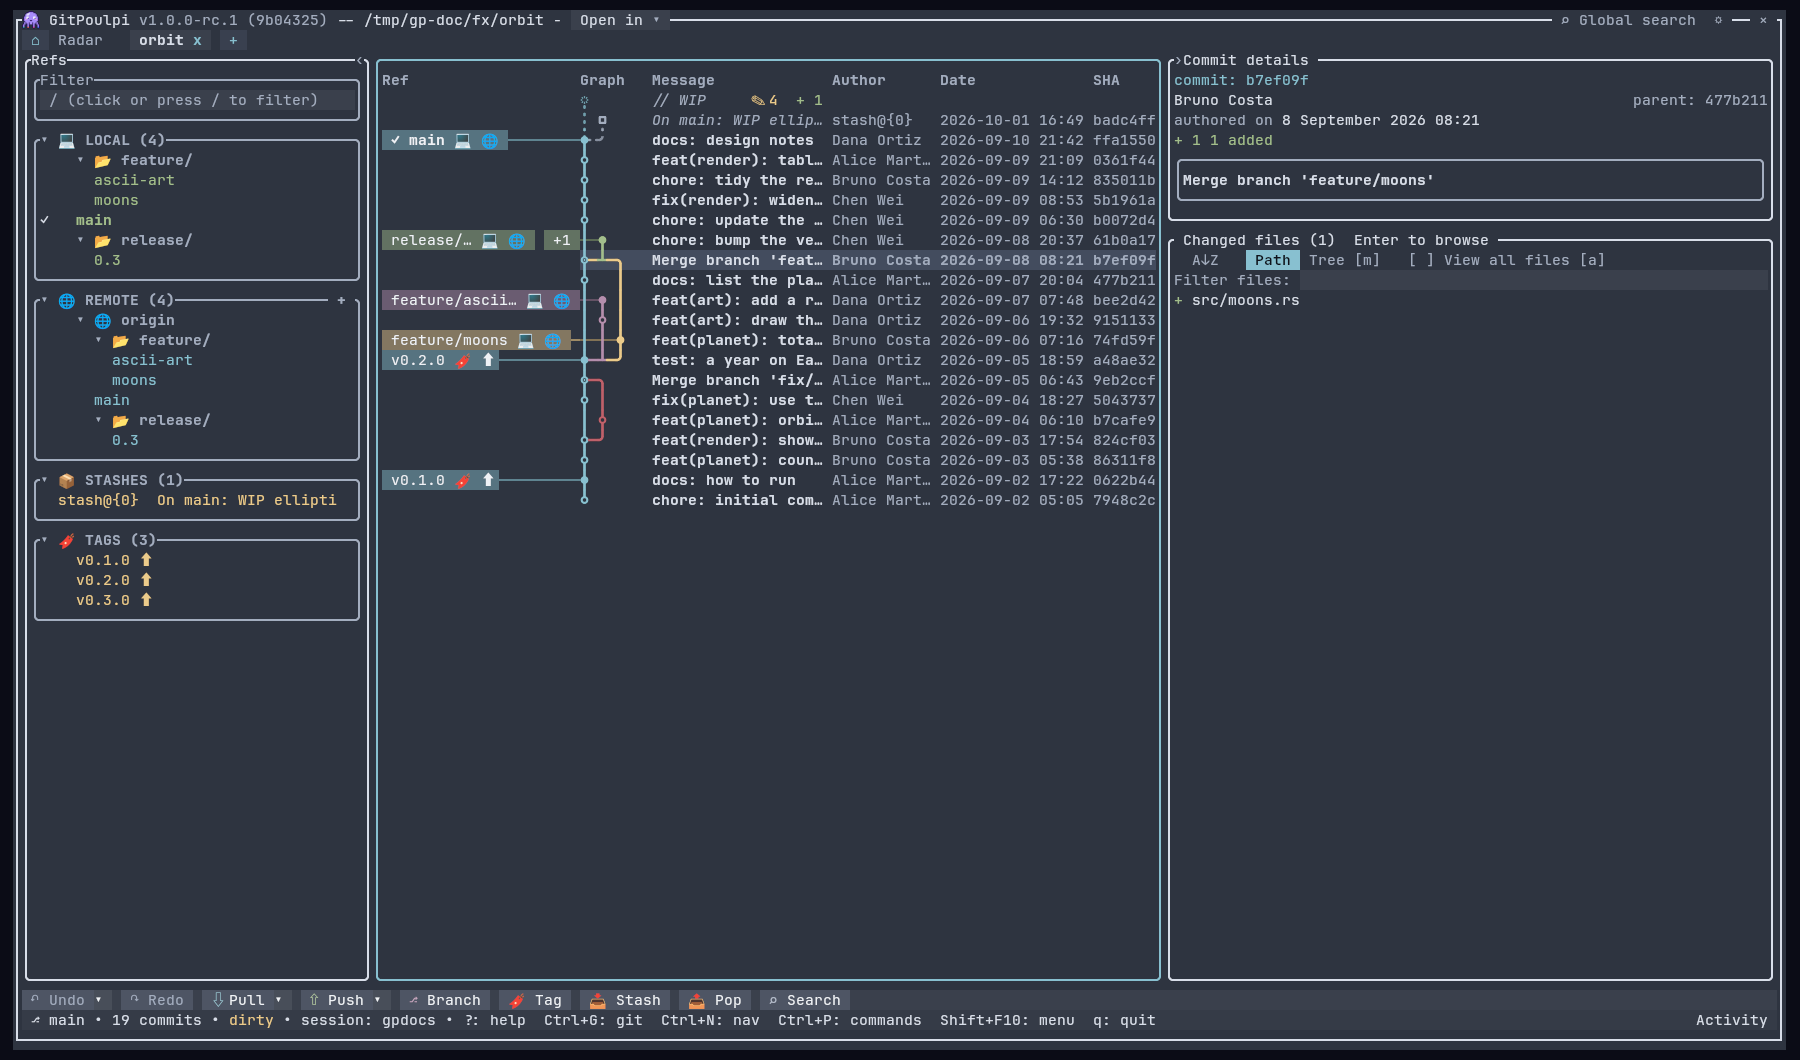 GitPoulpi v1.0.0-rc.1 (9b04325) —— /tmp/gp-doc/fx/orbit - Open in ▾ Global search
Radar orbit x +
Refs
Filter
/ (click or press / to filter)
LOCAL (4)
feature/
ascii-art
moons
✓ main
release/
0.3
REMOTE (4) +
origin
feature/
ascii-art
moons
main
release/
0.3
STASHES (1)
stash@{0} On main: WIP ellipti
TAGS (3)
v0.1.0
v0.2.0
v0.3.0
Ref Graph Message Author Date SHA
// WIP 4 + 1
On main: WIP ellip… stash@{0} 2026-10-01 16:49 badc4ff
✓ main docs: design notes Dana Ortiz 2026-09-10 21:42 ffa1550
feat(render): tabl… Alice Mart… 2026-09-09 21:09 0361f44
chore: tidy the re… Bruno Costa 2026-09-09 14:12 835011b
fix(render): widen… Chen Wei 2026-09-09 08:53 5b1961a
chore: update the … Chen Wei 2026-09-09 06:30 b0072d4
release/… +1 chore: bump the ve… Chen Wei 2026-09-08 20:37 61b0a17
Merge branch 'feat… Bruno Costa 2026-09-08 08:21 b7ef09f
docs: list the pla… Alice Mart… 2026-09-07 20:04 477b211
feature/ascii… feat(art): add a r… Dana Ortiz 2026-09-07 07:48 bee2d42
feat(art): draw th… Dana Ortiz 2026-09-06 19:32 9151133
feature/moons feat(planet): tota… Bruno Costa 2026-09-06 07:16 74fd59f
v0.2.0 test: a year on Ea… Dana Ortiz 2026-09-05 18:59 a48ae32
Merge branch 'fix/… Alice Mart… 2026-09-05 06:43 9eb2ccf
fix(planet): use t… Chen Wei 2026-09-04 18:27 5043737
feat(planet): orbi… Alice Mart… 2026-09-04 06:10 b7cafe9
feat(render): show… Bruno Costa 2026-09-03 17:54 824cf03
feat(planet): coun… Bruno Costa 2026-09-03 05:38 86311f8
v0.1.0 docs: how to run Alice Mart… 2026-09-02 17:22 0622b44
chore: initial com… Alice Mart… 2026-09-02 05:05 7948c2c
Commit details
commit: b7ef09f
Bruno Costa parent: 477b211
authored on 8 September 2026 08:21
+ 1 1 added
Merge branch 'feature/moons'
Changed files (1) Enter to browse
A↓Z Path Tree [m] [ ] View all files [a]
Filter files:
+ src/moons.rs
Undo ▾ Redo Pull ▾ Push ▾ Branch Tag Stash Pop Search
main • 19 commits • dirty • session: gpdocs • ?: help Ctrl+G: git Ctrl+N: nav Ctrl+P: commands Shift+F10: menu q: quit Activity